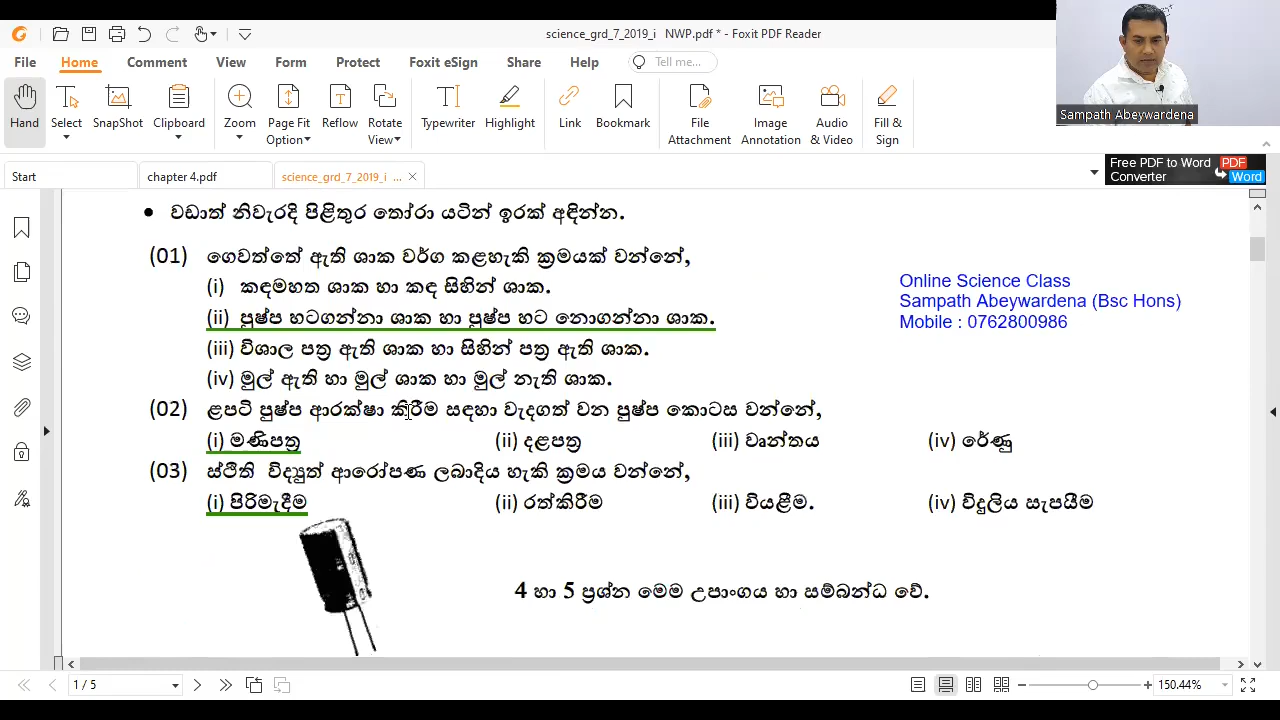 science_grd_7_2019_i   NWP.pdf * - Foxit PDF Reader
File Home Comment View Form Protect Foxit eSign Share Help Tell me...
Hand Select SnapShot Clipboard Zoom Page Fit Option Reflow Rotate View Typewriter Highlight Link Bookmark File Attachment Image Annotation Audio & Video Fill & Sign
Sampath Abeywardena
Start chapter 4.pdf science_grd_7_2019_i ...
Free PDF to Word Converter PDF Word
• වඩාත් නිවැරදි පිළිතුර තෝරා යටින් ඉරක් අඳින්න.
(01) ගෙවත්තේ ඇති ශාක වර්ග කළහැකි ක්‍රමයක් වන්නේ,
(i) කඳමහත ශාක හා කඳ සිහින් ශාක.
(ii) පුෂ්ප හටගන්නා ශාක හා පුෂ්ප හට නොගන්නා ශාක.
(iii) විශාල පත්‍ර ඇති ශාක හා සිහින් පත්‍ර ඇති ශාක.
(iv) මුල් ඇති හා මුල් ශාක හා මුල් නැති ශාක.
Online Science Class
Sampath Abeywardena (Bsc Hons)
Mobile : 0762800986
(02) ළපටි පුෂ්ප ආරක්ෂා කිරීම සඳහා වැදගත් වන පුෂ්ප කොටස වන්නේ,
(i) මණිපත්‍ර (ii) දළපත්‍ර (iii) වෘන්තය (iv) රේණු
(03) ස්ථිති විද්‍යුත් ආරෝපණ ලබාදිය හැකි ක්‍රමය වන්නේ,
(i) පිරිමැදීම (ii) රත්කිරීම (iii) වියළීම. (iv) විදුලිය සැපයීම
4 හා 5 ප්‍රශ්න මෙම උපාංගය හා සම්බන්ධ වේ.
1 / 5 150.44%